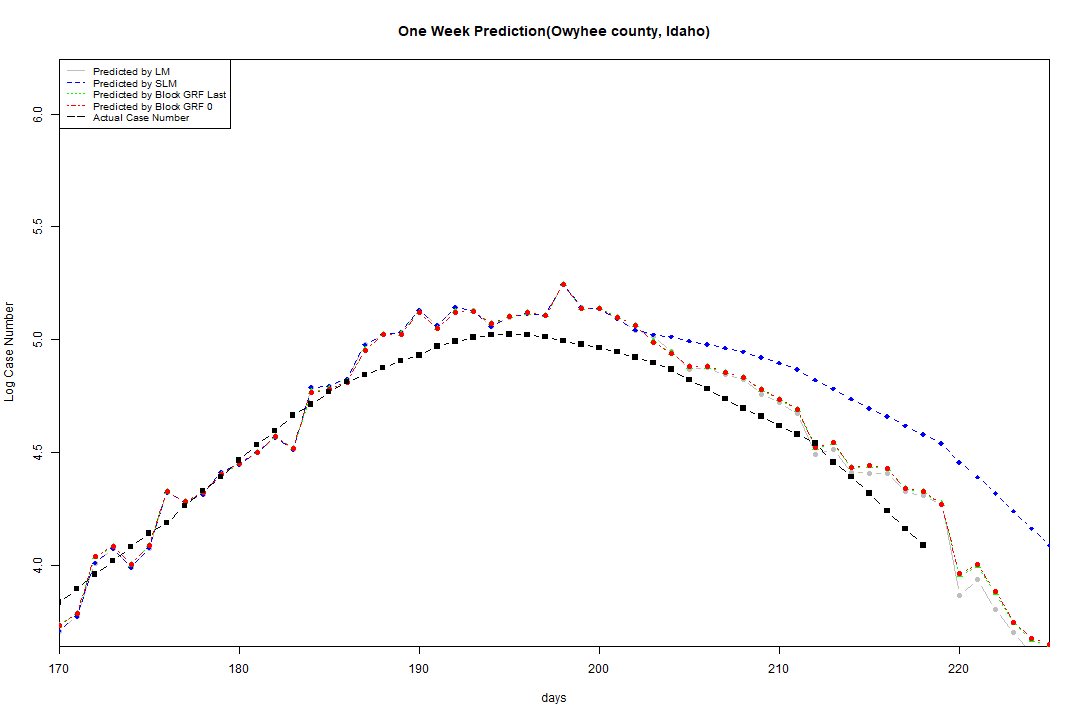 One Week Prediction(Owyhee county, Idaho)
Predicted by LM
Predicted by SLM
Predicted by Block GRF Last
Predicted by Block GRF 0
Actual Case Number
Log Case Number
6.0
5.5
5.0
4.5
4.0
170 180 190 200 210 220
days